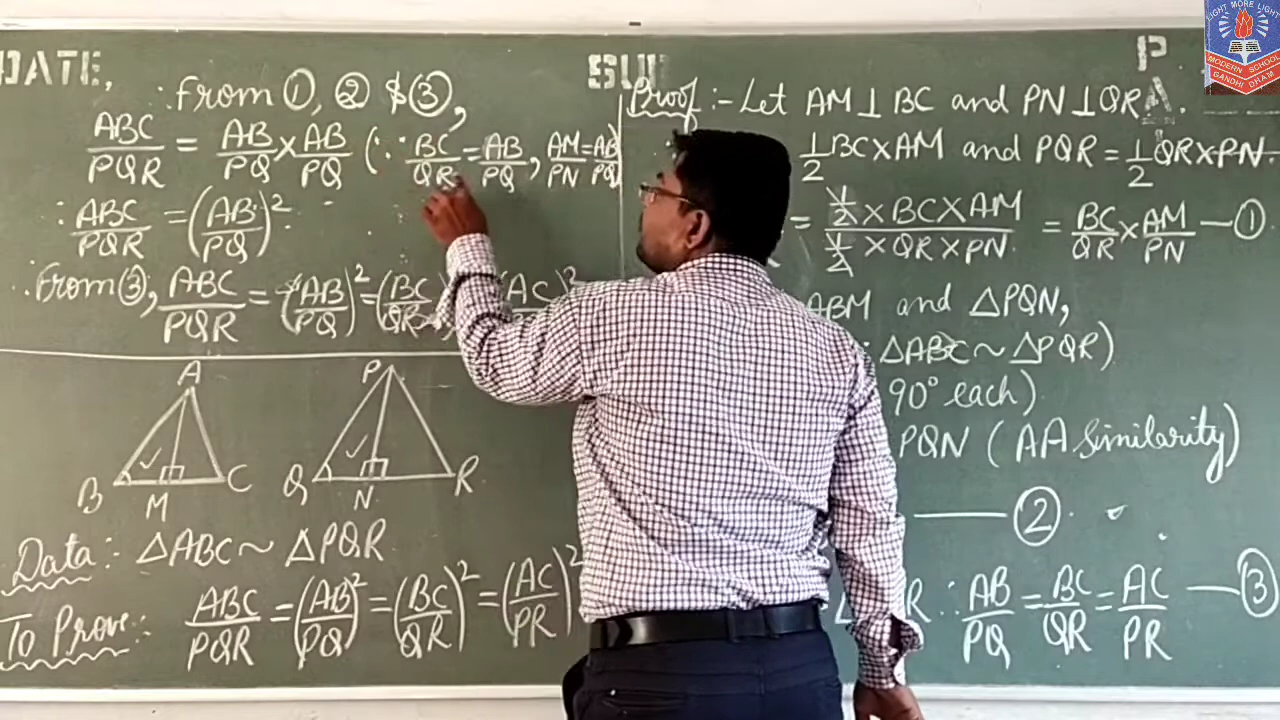 DATE,
From ①, ② & ③,
ABC/PQR = AB/PQ × AB/PQ (∵ BC/QR = AB/PQ, AM/PN = AB/PQ)
∴ ABC/PQR = (AB/PQ)²
From ③, ABC/PQR = (AB/PQ)² = (BC/QR (AC
A
B
M
C
P
Q
N
R
Data :- ΔABC ~ ΔPQR
To Prove :- ABC/PQR = (AB/PQ)² = (BC/QR)² = (AC/PR)²
SU
P.
A
Proof :- Let AM ⊥ BC and PN ⊥ QR.
1/2 BC × AM and PQR = 1/2 QR × PN
= 1/2 × BC × AM / 1/2 × QR × PN = BC/QR × AM/PN — ①
ABM and ΔPQN,
ΔABC ~ ΔPQR)
90° each)
PQN (AA Similarity)
— ②
R ∴ AB/PQ = BC/QR = AC/PR — ③
LIGHT MORE LIGHT
MODERN SCHOOL
GANDHIDHAM